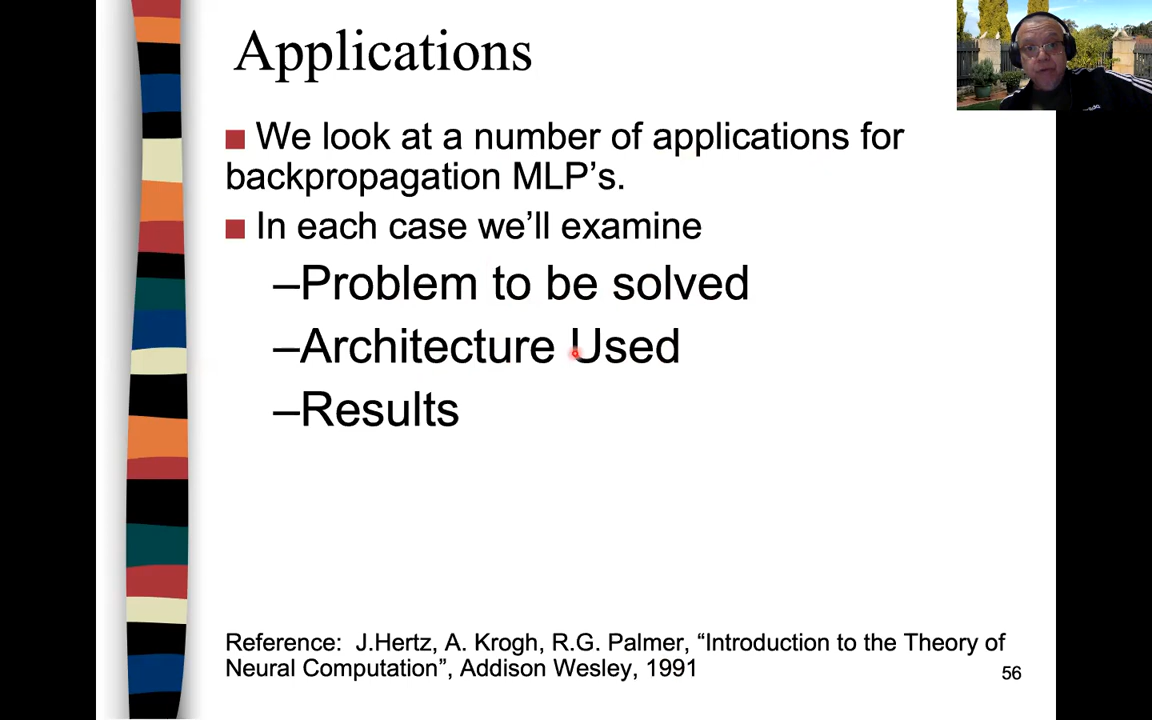 Applications
We look at a number of applications for
backpropagation MLP’s.
In each case we’ll examine
–Problem to be solved
–Architecture Used
–Results
Reference:  J.Hertz, A. Krogh, R.G. Palmer, “Introduction to the Theory of
Neural Computation”, Addison Wesley, 1991
56